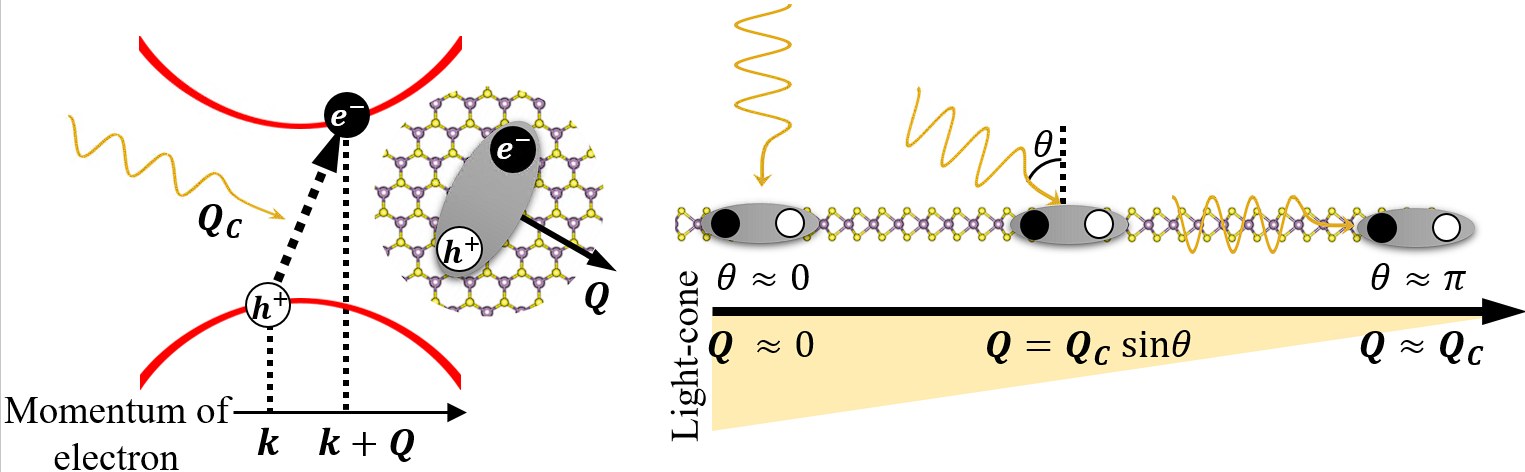 e⁻
Q_C
h⁺
Momentum of
electron
k
k + Q
e⁻
h⁺
Q
θ
θ ≈ 0
θ ≈ π
Light-cone
Q ≈ 0
Q = Q_C sinθ
Q ≈ Q_C